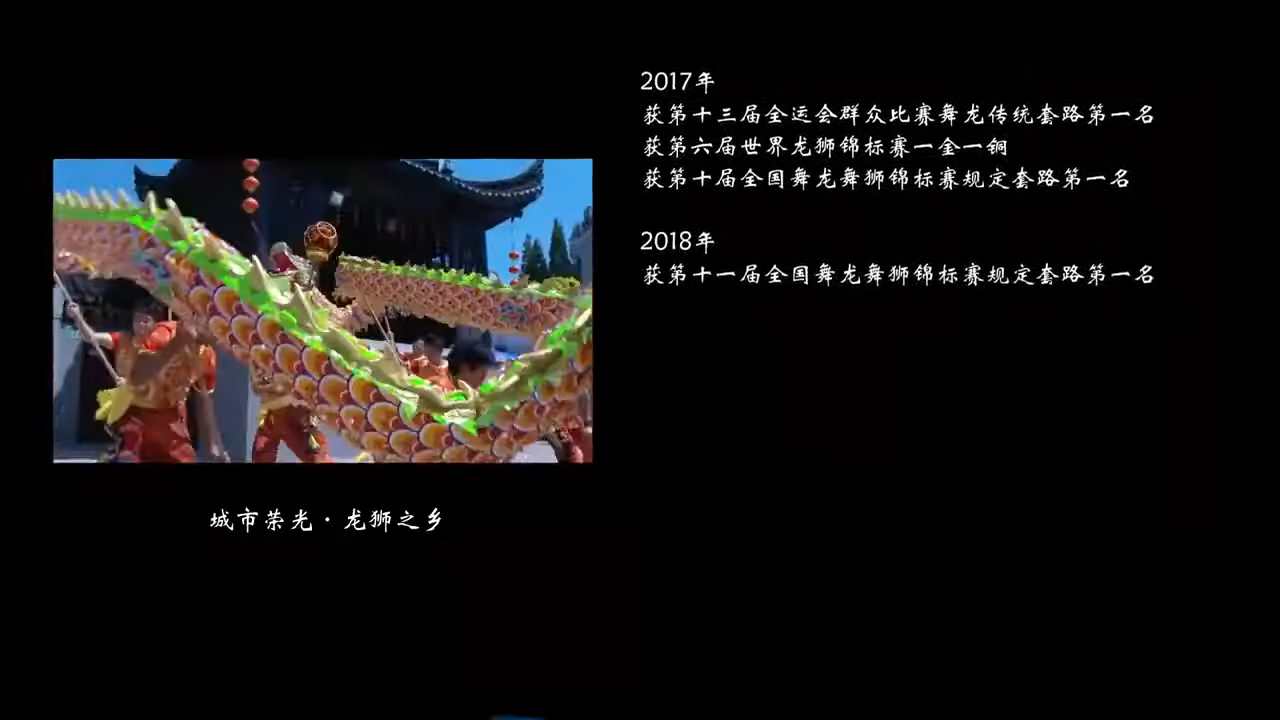 2017年
获第十三届全运会群众比赛舞龙传统套路第一名
获第六届世界龙狮锦标赛一金一铜
获第十届全国舞龙舞狮锦标赛规定套路第一名
2018年
获第十一届全国舞龙舞狮锦标赛规定套路第一名
城市荣光·龙狮之乡